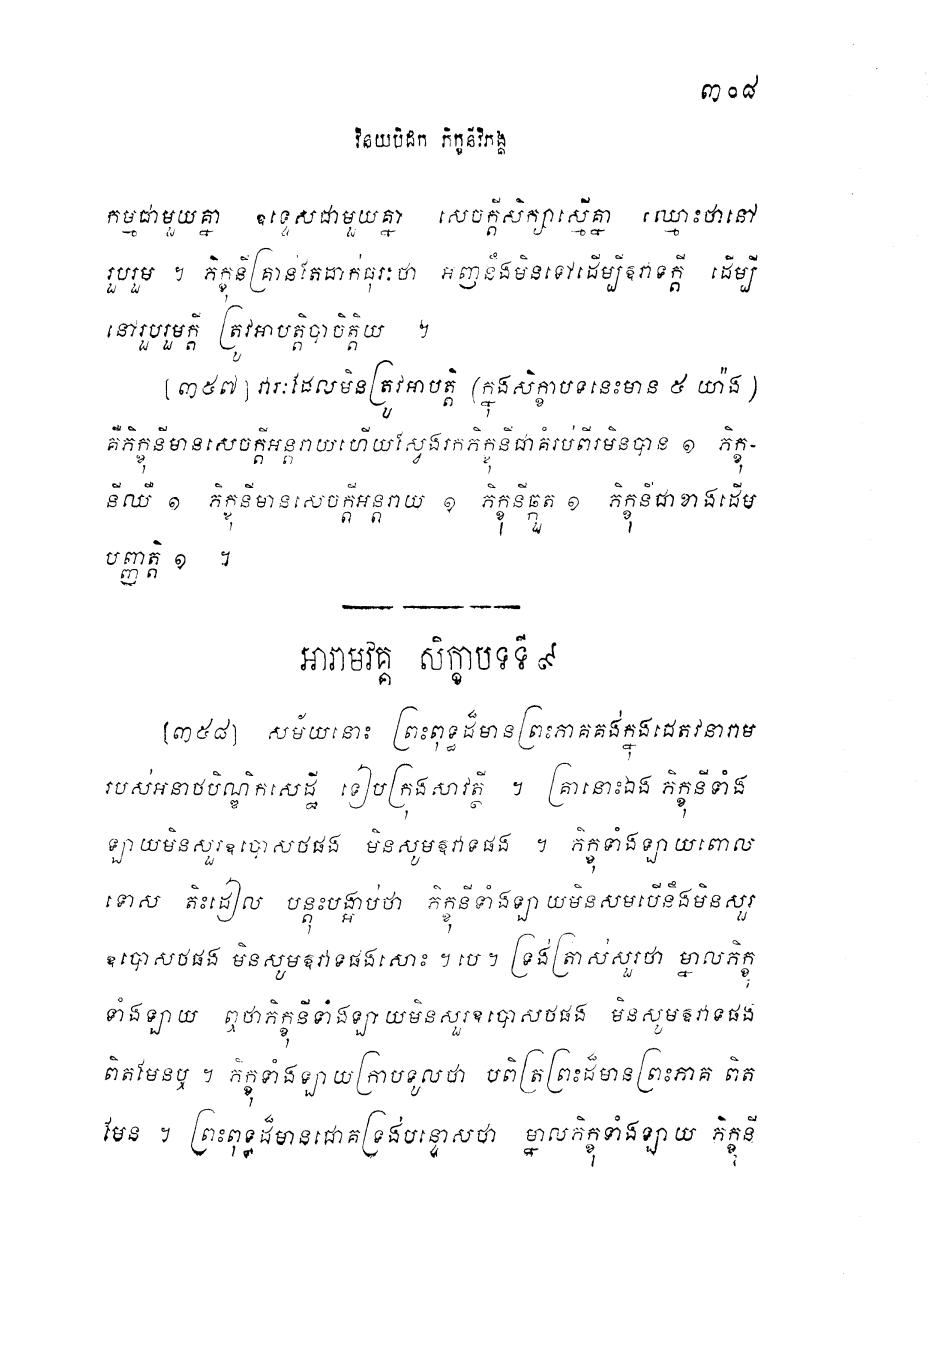 ៣០៨
វិនយបិដក ភិក្ខុនីវិភង្គ
កម្មជាមួយគ្នា ឧទ្ទេសជាមួយគ្នា សេចក្តីសិក្សាស្មើគ្នា ឈ្មោះថានៅ
រួបរួម ។ ភិក្ខុនីគ្រាន់តែដាក់ធុរៈថា អញនឹងមិនទៅដើម្បីឱវាទក្តី ដើម្បី
នៅរួបរួមក្តី ត្រូវអាបត្តិបាចិត្តិយ ។
[៣៥៧] វារៈដែលមិនត្រូវអាបត្តិ (ក្នុងសិក្ខាបទនេះមាន ៥ យ៉ាង)
គឺភិក្ខុនីមានសេចក្តីអន្តរាយហើយស្វែងរកភិក្ខុនីជាគំរប់ពីរមិនបាន ១ ភិក្ខុ-
នីឈឺ ១ ភិក្ខុនីមានសេចក្តីអន្តរាយ ១ ភិក្ខុនីឆ្កួត ១ ភិក្ខុនីជាខាងដើម
បញ្ញត្តិ ១ ។
អារាមវគ្គ សិក្ខាបទទី ៩
[៣៥៨] សម័យនោះ ព្រះពុទ្ធដ៏មានព្រះភាគគង់ក្នុងជេតវនារាម
របស់អនាថបិណ្ឌិកសេដ្ឋី ទៀបក្រុងសាវត្ថី ។ គ្រានោះឯង ភិក្ខុនីទាំង
ឡាយមិនសួរឧបោសថផង មិនសូមឱវាទផង ។ ភិក្ខុទាំងឡាយពោល
ទោស តិះដៀល បន្តុះបង្អាប់ថា ភិក្ខុនីទាំងឡាយមិនសមបើនឹងមិនសួរ
ឧបោសថផង មិនសូមឱវាទផងសោះ ។ បេ ។ ទ្រង់ត្រាស់សួរថា ម្នាលភិក្ខុ
ទាំងឡាយ ឮថាភិក្ខុនីទាំងឡាយមិនសួរឧបោសថផង មិនសូមឱវាទផង
ពិតមែនឬ ។ ភិក្ខុទាំងឡាយក្រាបទូលថា បពិត្រព្រះដ៏មានព្រះភាគ ពិត
មែន ។ ព្រះពុទ្ធដ៏មានជោគទ្រង់បន្ទោសថា ម្នាលភិក្ខុទាំងឡាយ ភិក្ខុនី